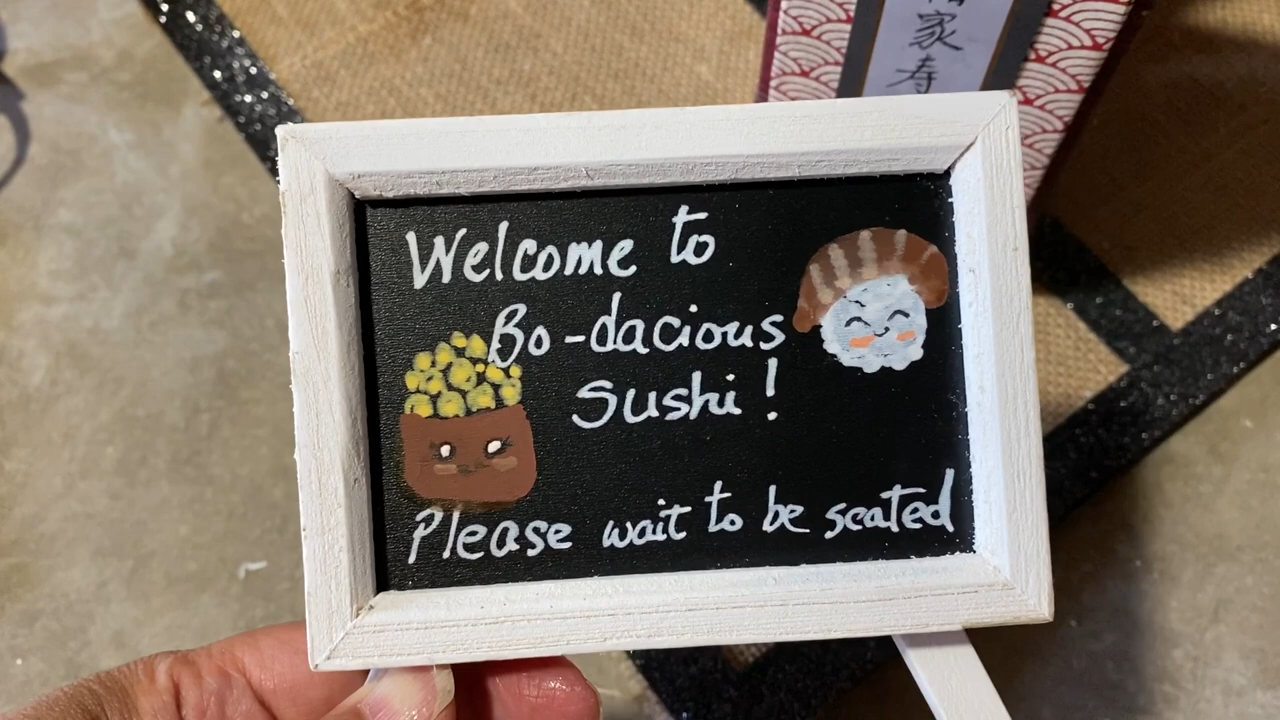 家寿
Welcome to
Bo-dacious
Sushi!
Please wait to be seated